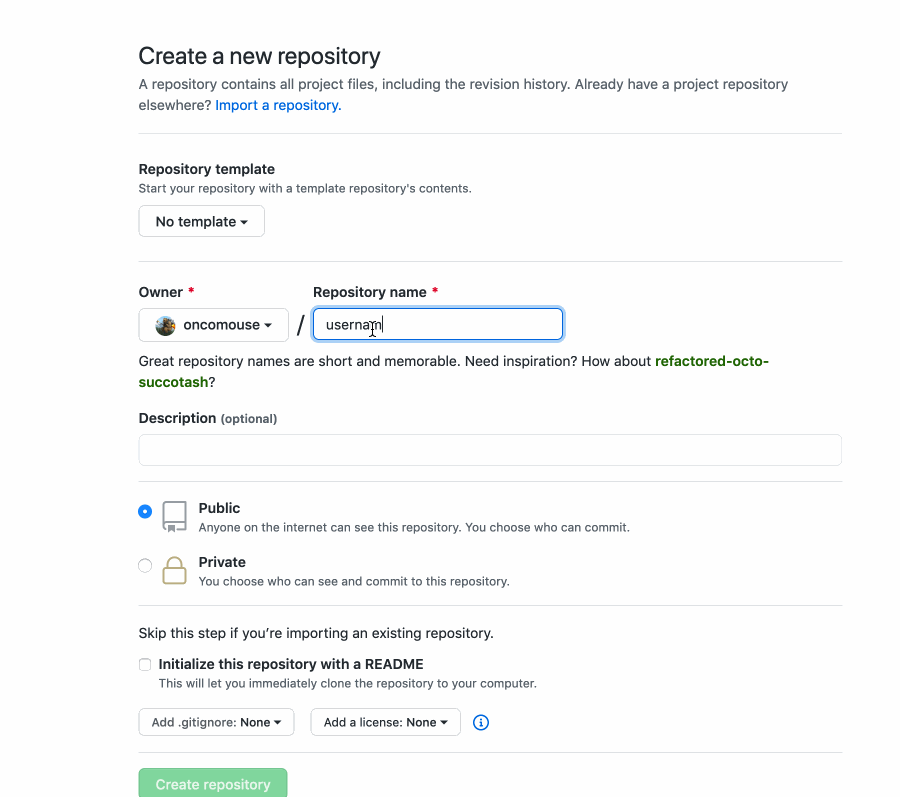 Create a new repository
A repository contains all project files, including the revision history. Already have a project repository
elsewhere? Import a repository.
Repository template
Start your repository with a template repository's contents.
No template
Owner * Repository name *
oncomouse / usernam
Great repository names are short and memorable. Need inspiration? How about refactored-octo-
succotash?
Description (optional)
Public
Anyone on the internet can see this repository. You choose who can commit.
Private
You choose who can see and commit to this repository.
Skip this step if you’re importing an existing repository.
Initialize this repository with a README
This will let you immediately clone the repository to your computer.
Add .gitignore: None Add a license: None
Create repository